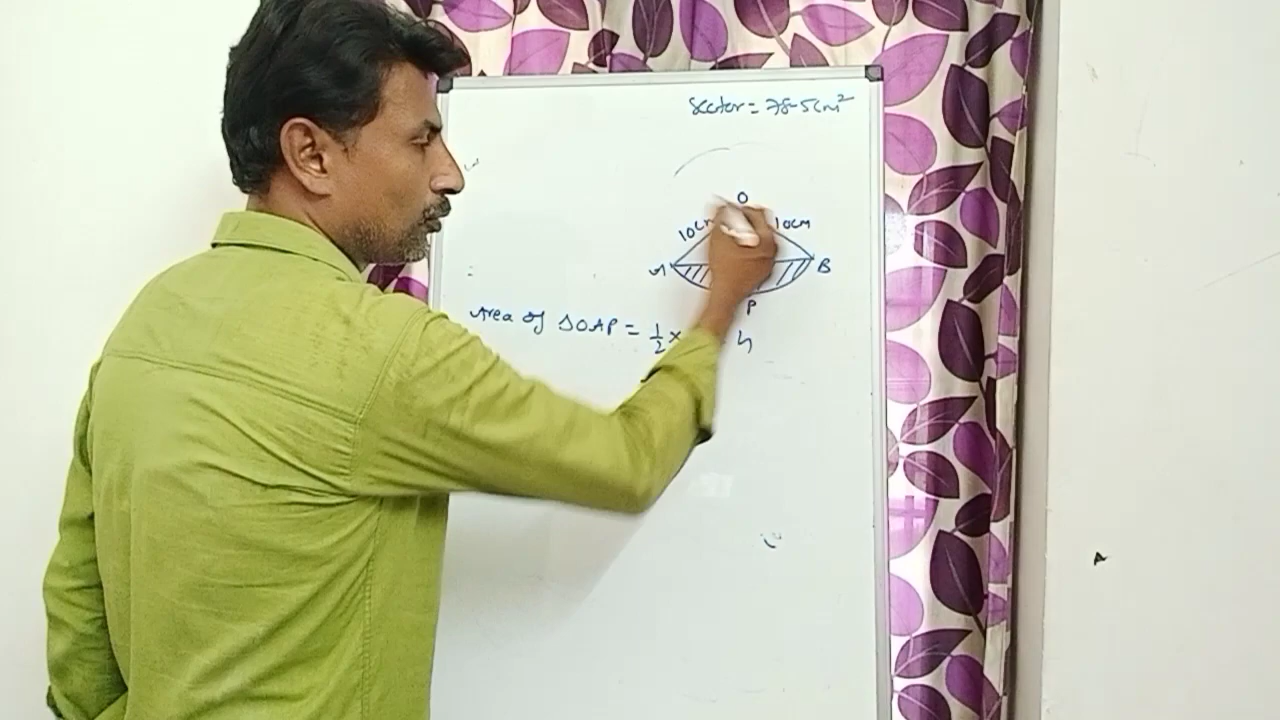 Sector = 78.5cm²
O
10cm 10cm
A B
P
Area of ΔOAP = 1/2 × h